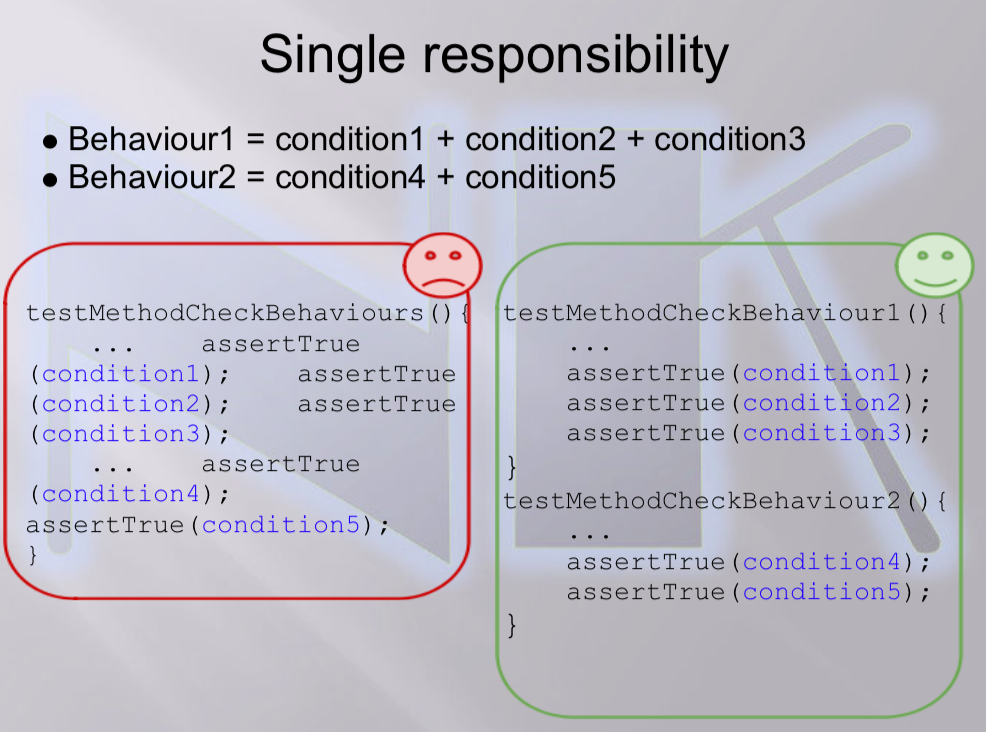 Single responsibility
● Behaviour1 = condition1 + condition2 + condition3
● Behaviour2 = condition4 + condition5
testMethodCheckBehaviours(){
... assertTrue
(condition1); assertTrue
(condition2); assertTrue
(condition3);
... assertTrue
(condition4);
assertTrue(condition5);
}
testMethodCheckBehaviour1(){
...
assertTrue(condition1);
assertTrue(condition2);
assertTrue(condition3);
}
testMethodCheckBehaviour2(){
...
assertTrue(condition4);
assertTrue(condition5);
}